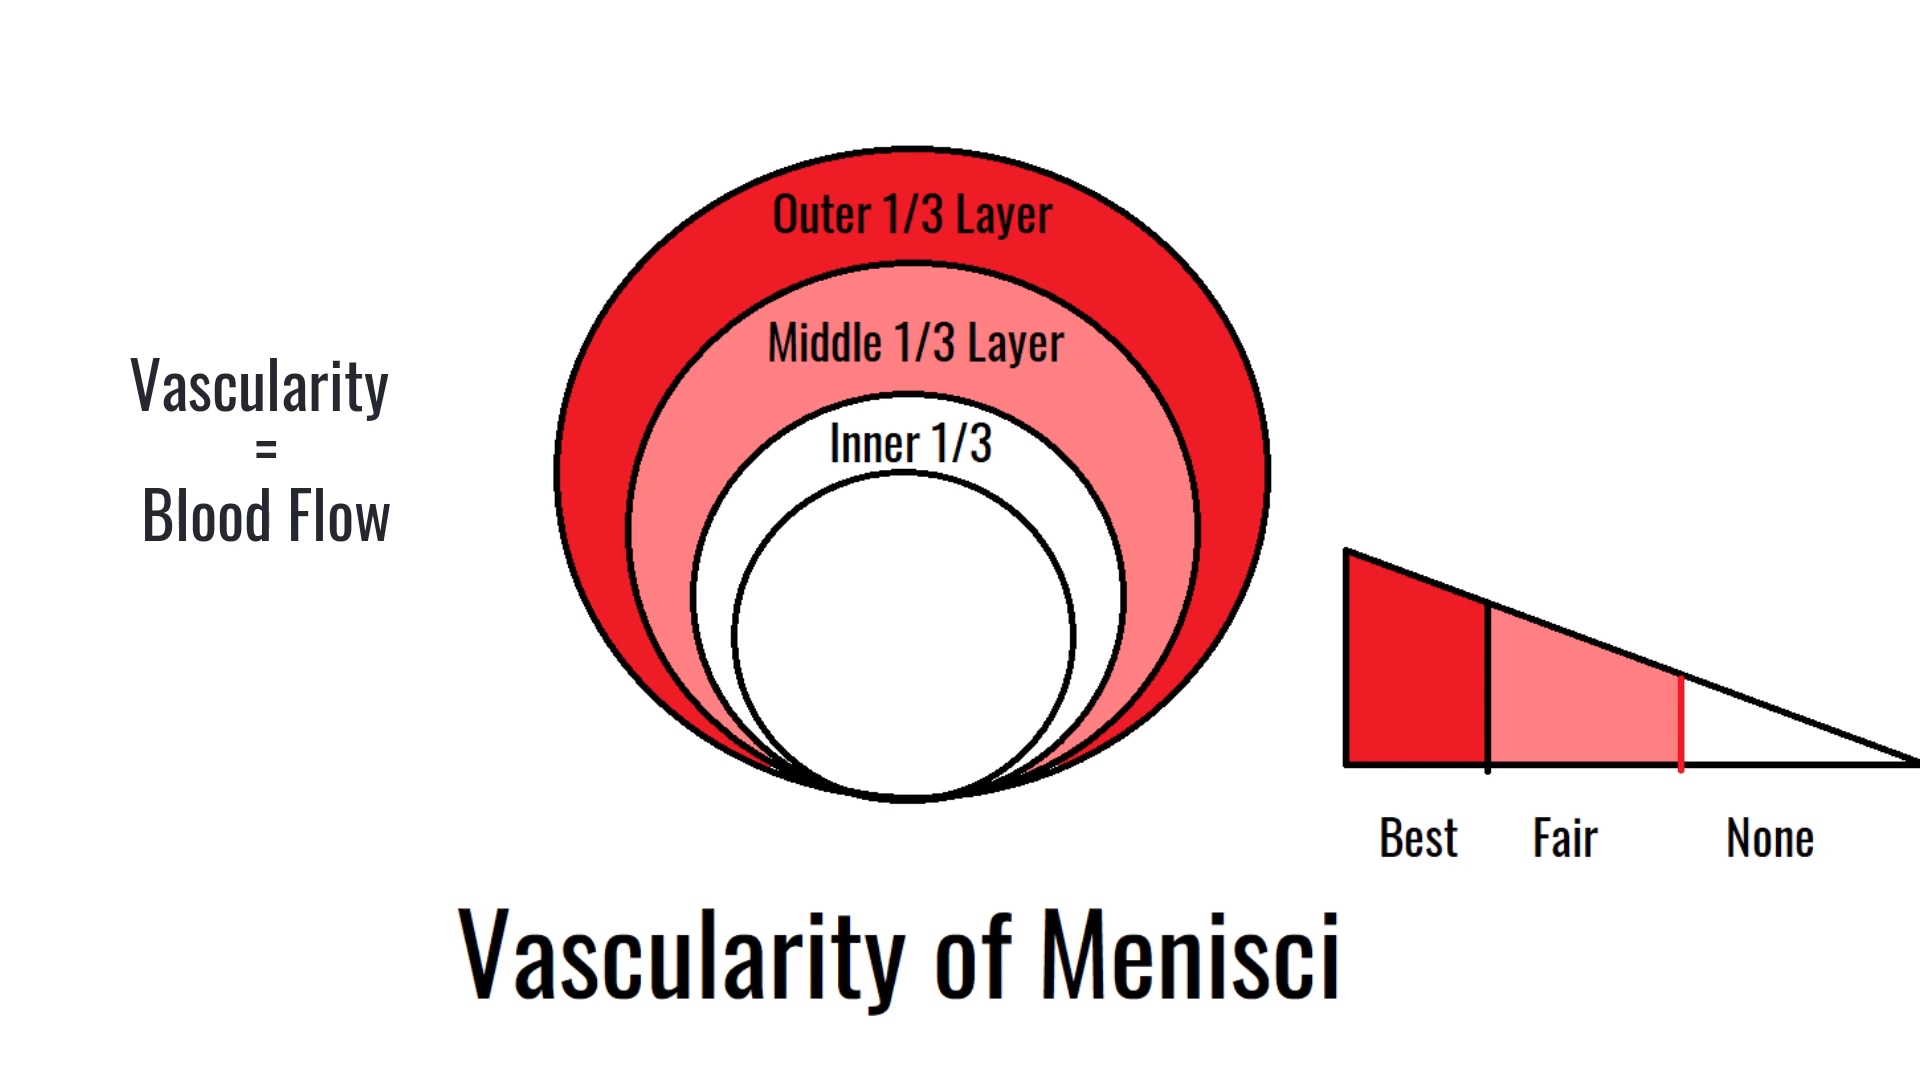 Vascularity
=
Blood Flow
Outer 1/3 Layer
Middle 1/3 Layer
Inner 1/3
Best
Fair
None
Vascularity of Menisci